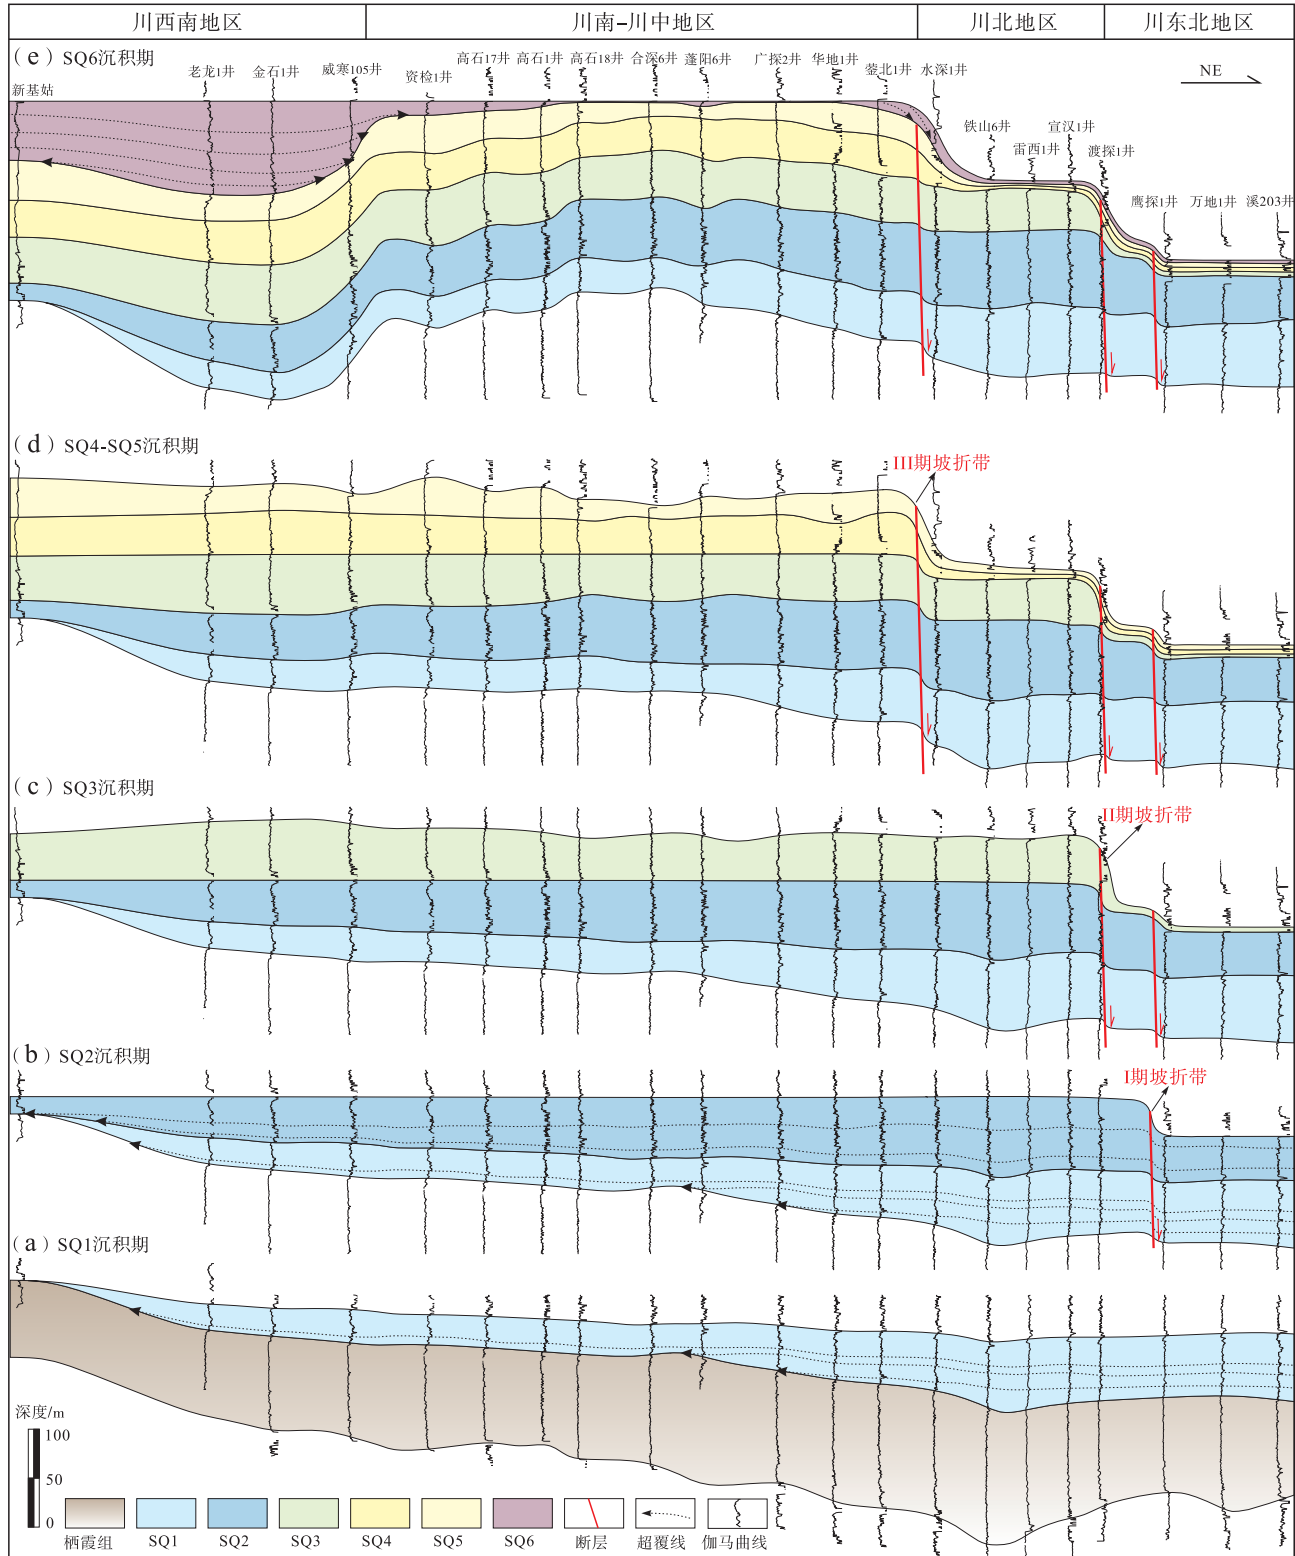 川西南地区 川南-川中地区 川北地区 川东北地区
(e) SQ6沉积期
新基站 老龙1井 金石1井 威寒105井 资检1井 高石17井 高石1井 高石18井 合深6井 蓬阳6井 广探2井 华地1井 蓥北1井 水深1井 铁山6井 雷西1井 宣汉1井 渡探1井 鹰探1井 万地1井 溪203井
NE
(d) SQ4-SQ5沉积期
III期坡折带
(c) SQ3沉积期
II期坡折带
(b) SQ2沉积期
I期坡折带
(a) SQ1沉积期
深度/m
100
50
0
栖霞组 SQ1 SQ2 SQ3 SQ4 SQ5 SQ6 断层 超覆线 伽马曲线